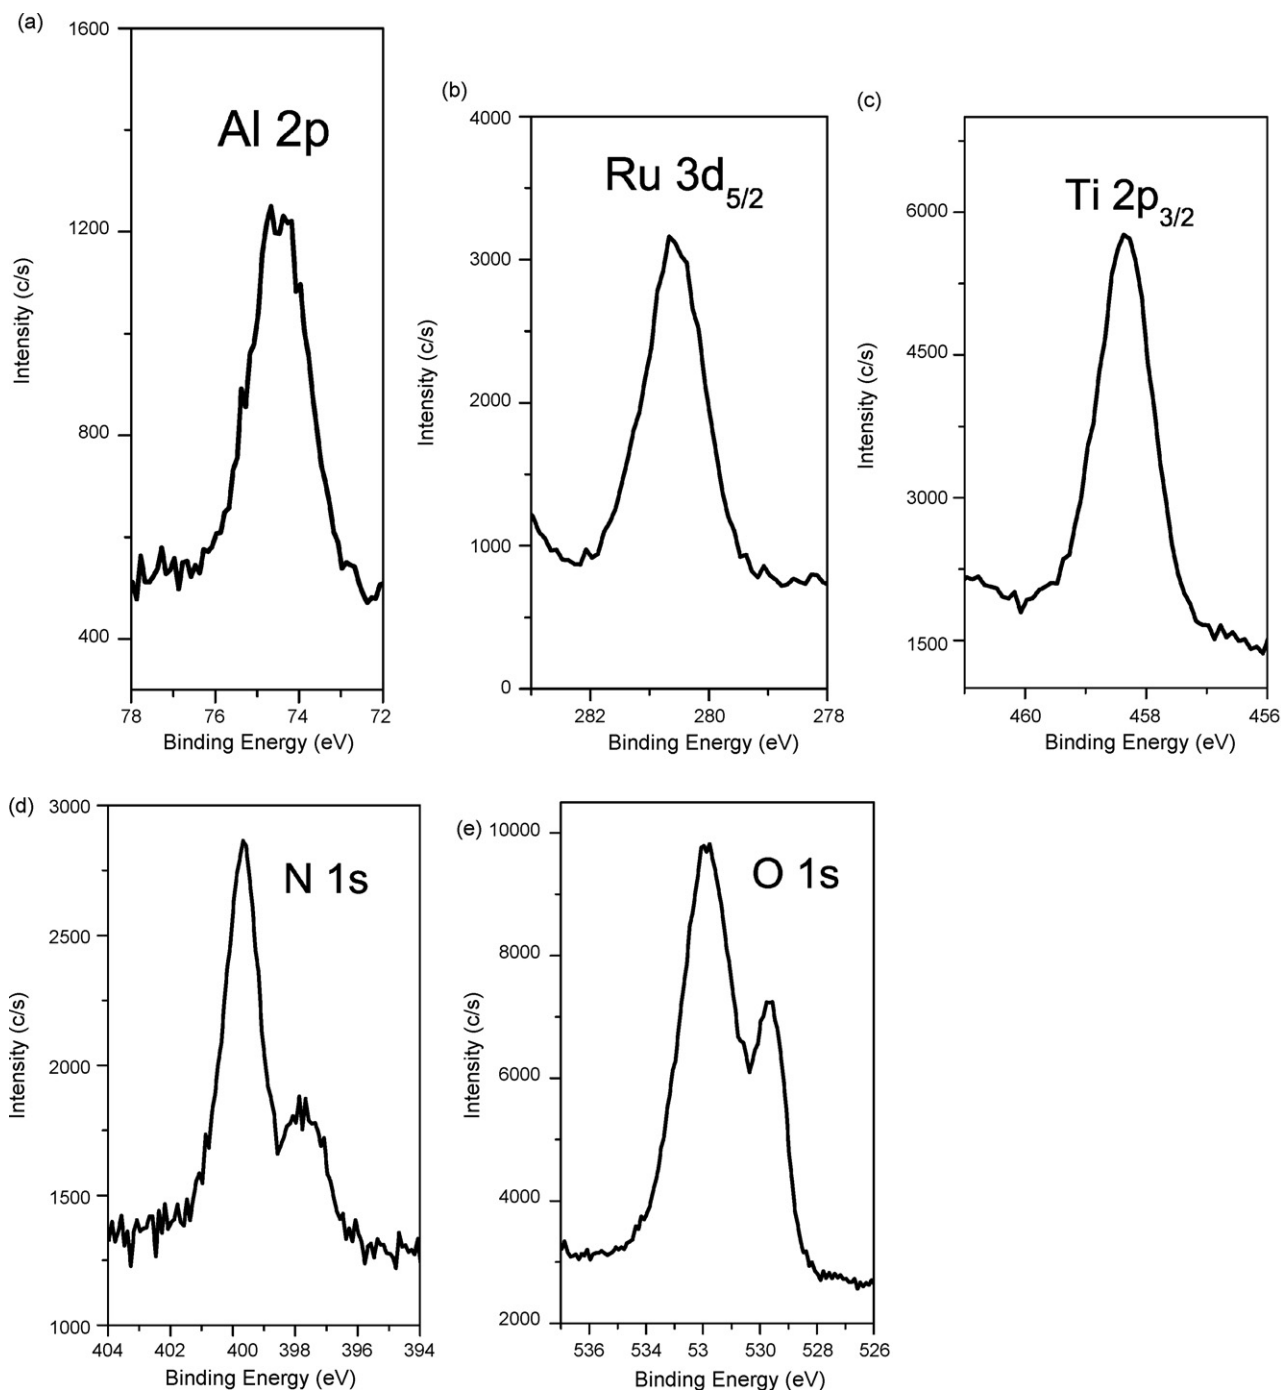 (a)
1600
1200
800
400
Al 2p
Intensity (c/s)
78 76 74 72
Binding Energy (eV)
(b)
4000
3000
2000
1000
0
Ru 3d5/2
Intensity (c/s)
282 280 278
Binding Energy (eV)
(c)
6000
4500
3000
1500
Ti 2p3/2
Intensity (c/s)
460 458 456
Binding Energy (eV)
(d)
3000
2500
2000
1500
1000
N 1s
Intensity (c/s)
404 402 400 398 396 394
Binding Energy (eV)
(e)
10000
8000
6000
4000
2000
O 1s
Intensity (c/s)
536 534 53 530 528 526
Binding Energy (eV)